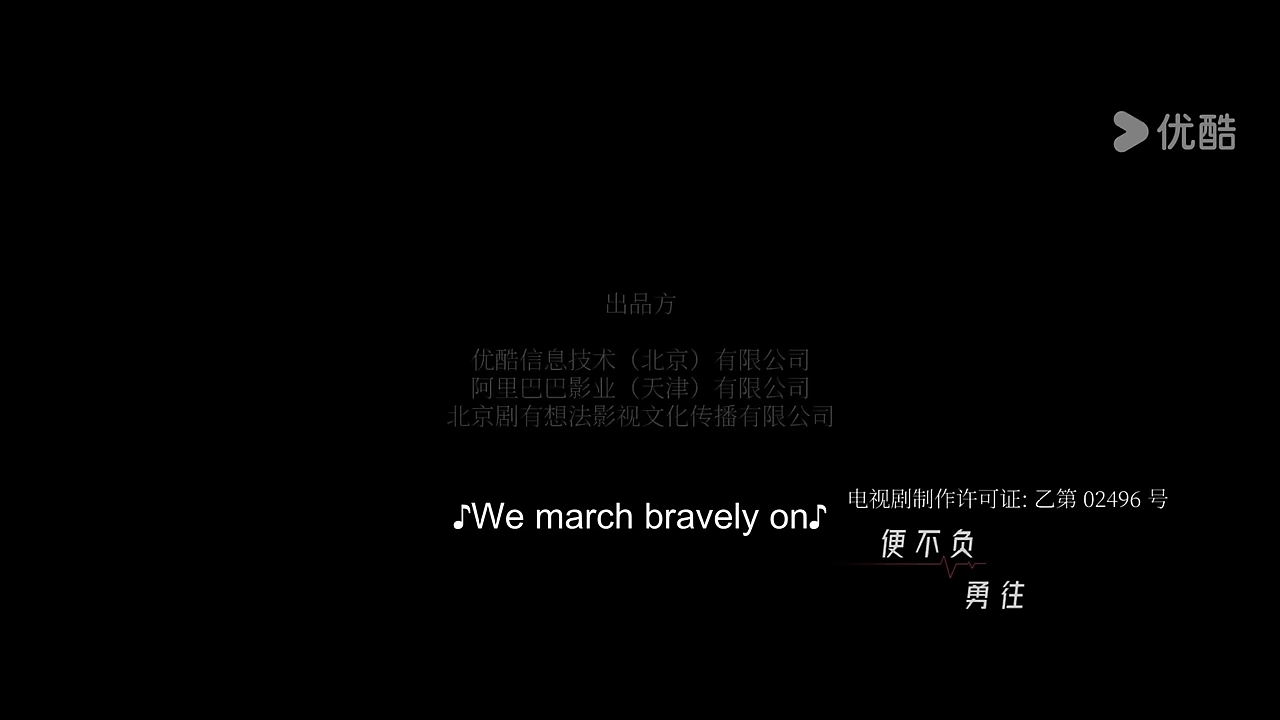 优酷
出品方
优酷信息技术（北京）有限公司
阿里巴巴影业（天津）有限公司
北京剧有想法影视文化传播有限公司
电视剧制作许可证: 乙第 02496 号
♪We march bravely on♪
便不负
勇往